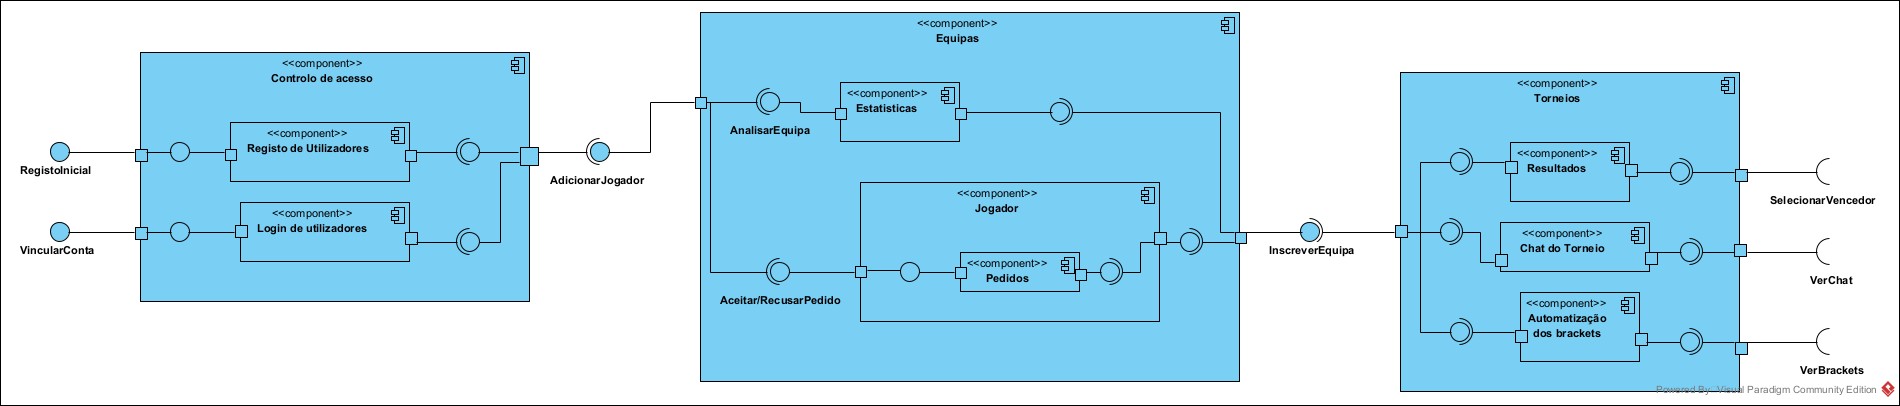 <<component>>
Controlo de acesso
<<component>>
Registo de Utilizadores
<<component>>
Login de utilizadores
RegistoInicial
VincularConta
AdicionarJogador
<<component>>
Equipas
<<component>>
Estatisticas
AnalisarEquipa
<<component>>
Jogador
<<component>>
Pedidos
Aceitar/RecusarPedido
InscreverEquipa
<<component>>
Torneios
<<component>>
Resultados
<<component>>
Chat do Torneio
<<component>>
Automatização
dos brackets
SelecionarVencedor
VerChat
VerBrackets
Powered By: Visual Paradigm Community Edition